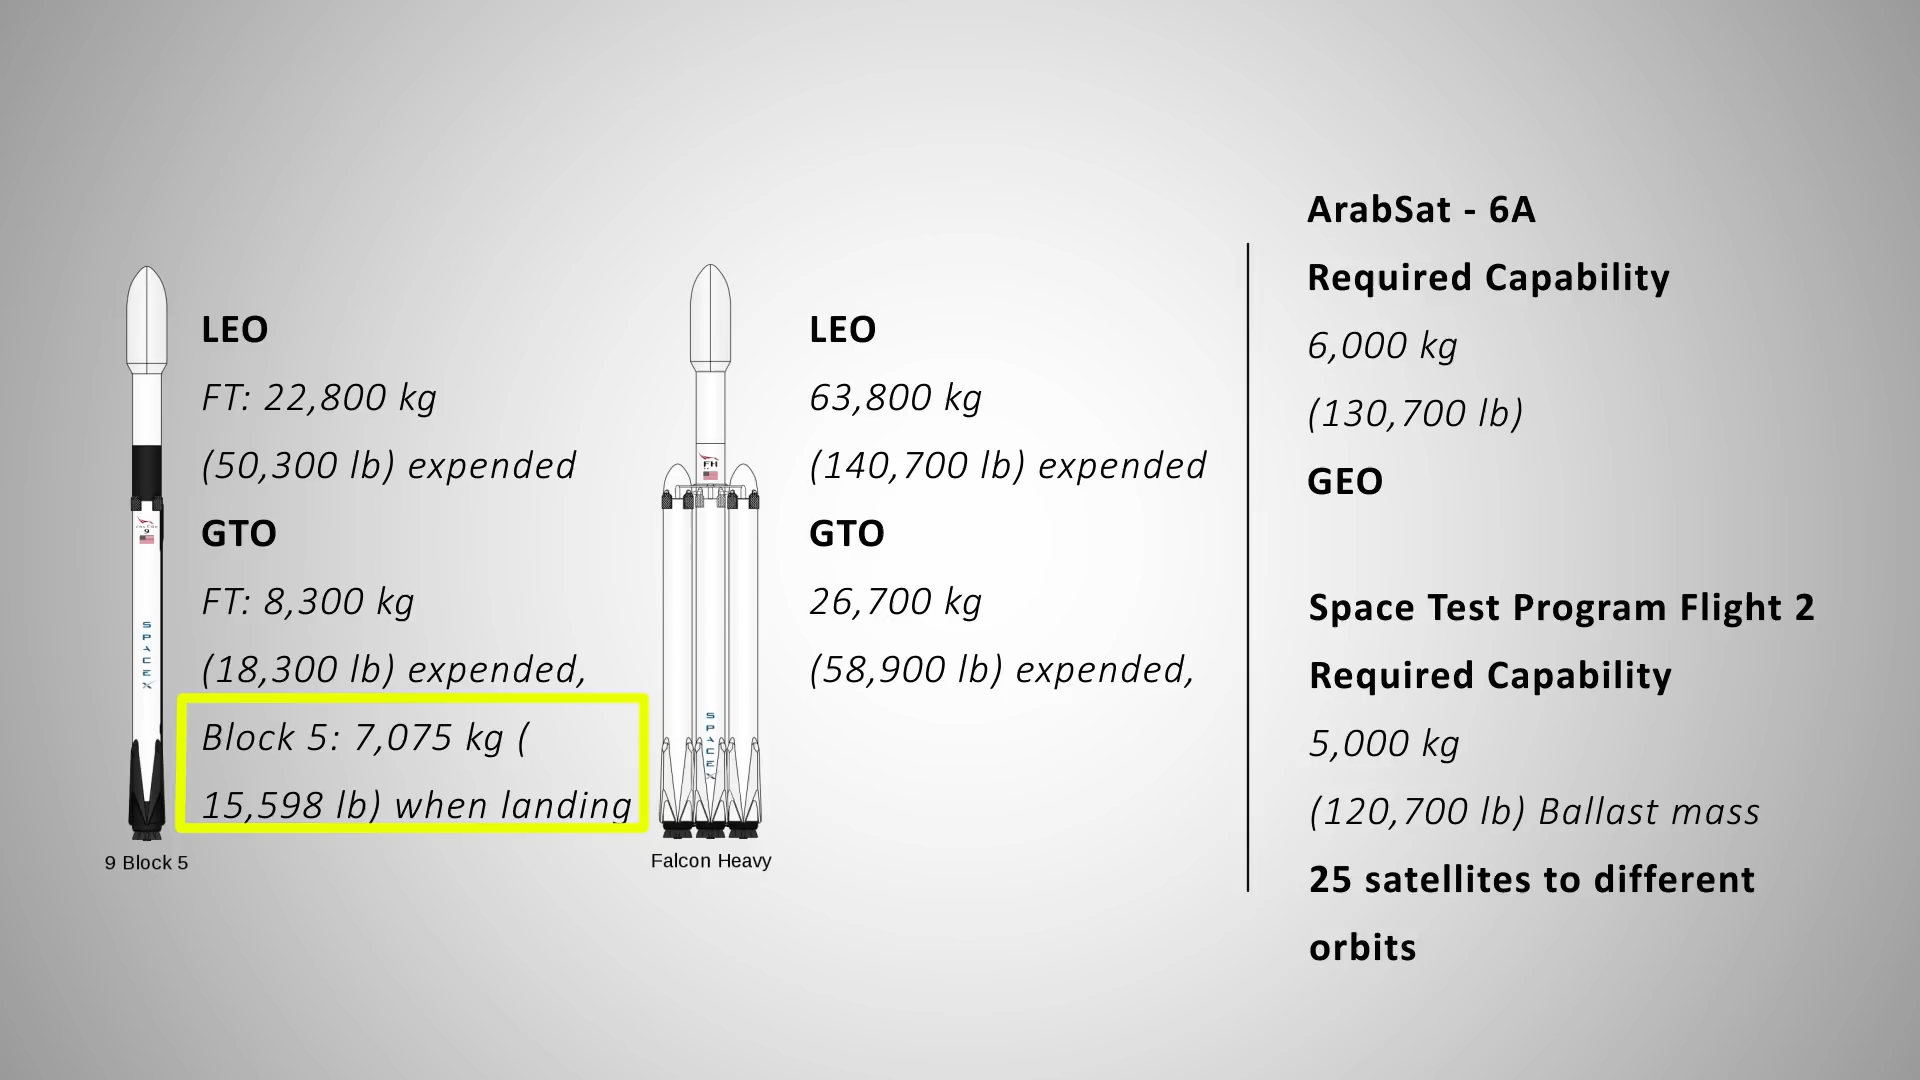 LEO
FT: 22,800 kg
(50,300 lb) expended
GTO
FT: 8,300 kg
(18,300 lb) expended,
Block 5: 7,075 kg (
15,598 lb) when landing
9
SPACEX
9 Block 5
LEO
63,800 kg
(140,700 lb) expended
GTO
26,700 kg
(58,900 lb) expended,
FH
SPACEX
Falcon Heavy
ArabSat - 6A
Required Capability
6,000 kg
(130,700 lb)
GEO
Space Test Program Flight 2
Required Capability
5,000 kg
(120,700 lb) Ballast mass
25 satellites to different
orbits